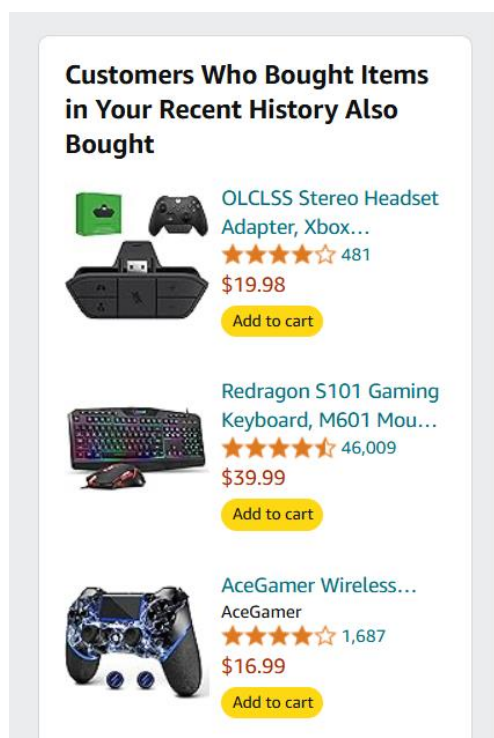 Customers Who Bought Items
in Your Recent History Also
Bought
OLCLSS Stereo Headset
Adapter, Xbox...
481
$19.98
Add to cart
Redragon S101 Gaming
Keyboard, M601 Mou...
46,009
$39.99
Add to cart
AceGamer Wireless...
AceGamer
1,687
$16.99
Add to cart